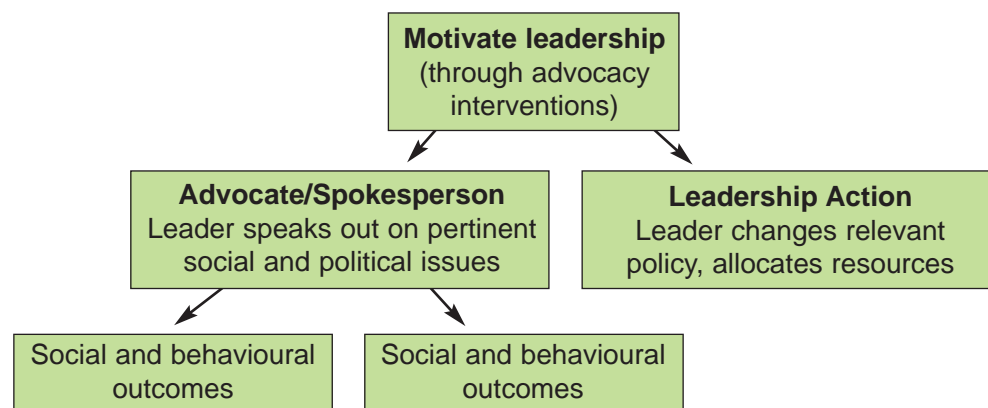 Motivate leadership
(through advocacy
interventions)
Advocate/Spokesperson
Leader speaks out on pertinent
social and political issues
Leadership Action
Leader changes relevant
policy, allocates resources
Social and behavioural
outcomes
Social and behavioural
outcomes